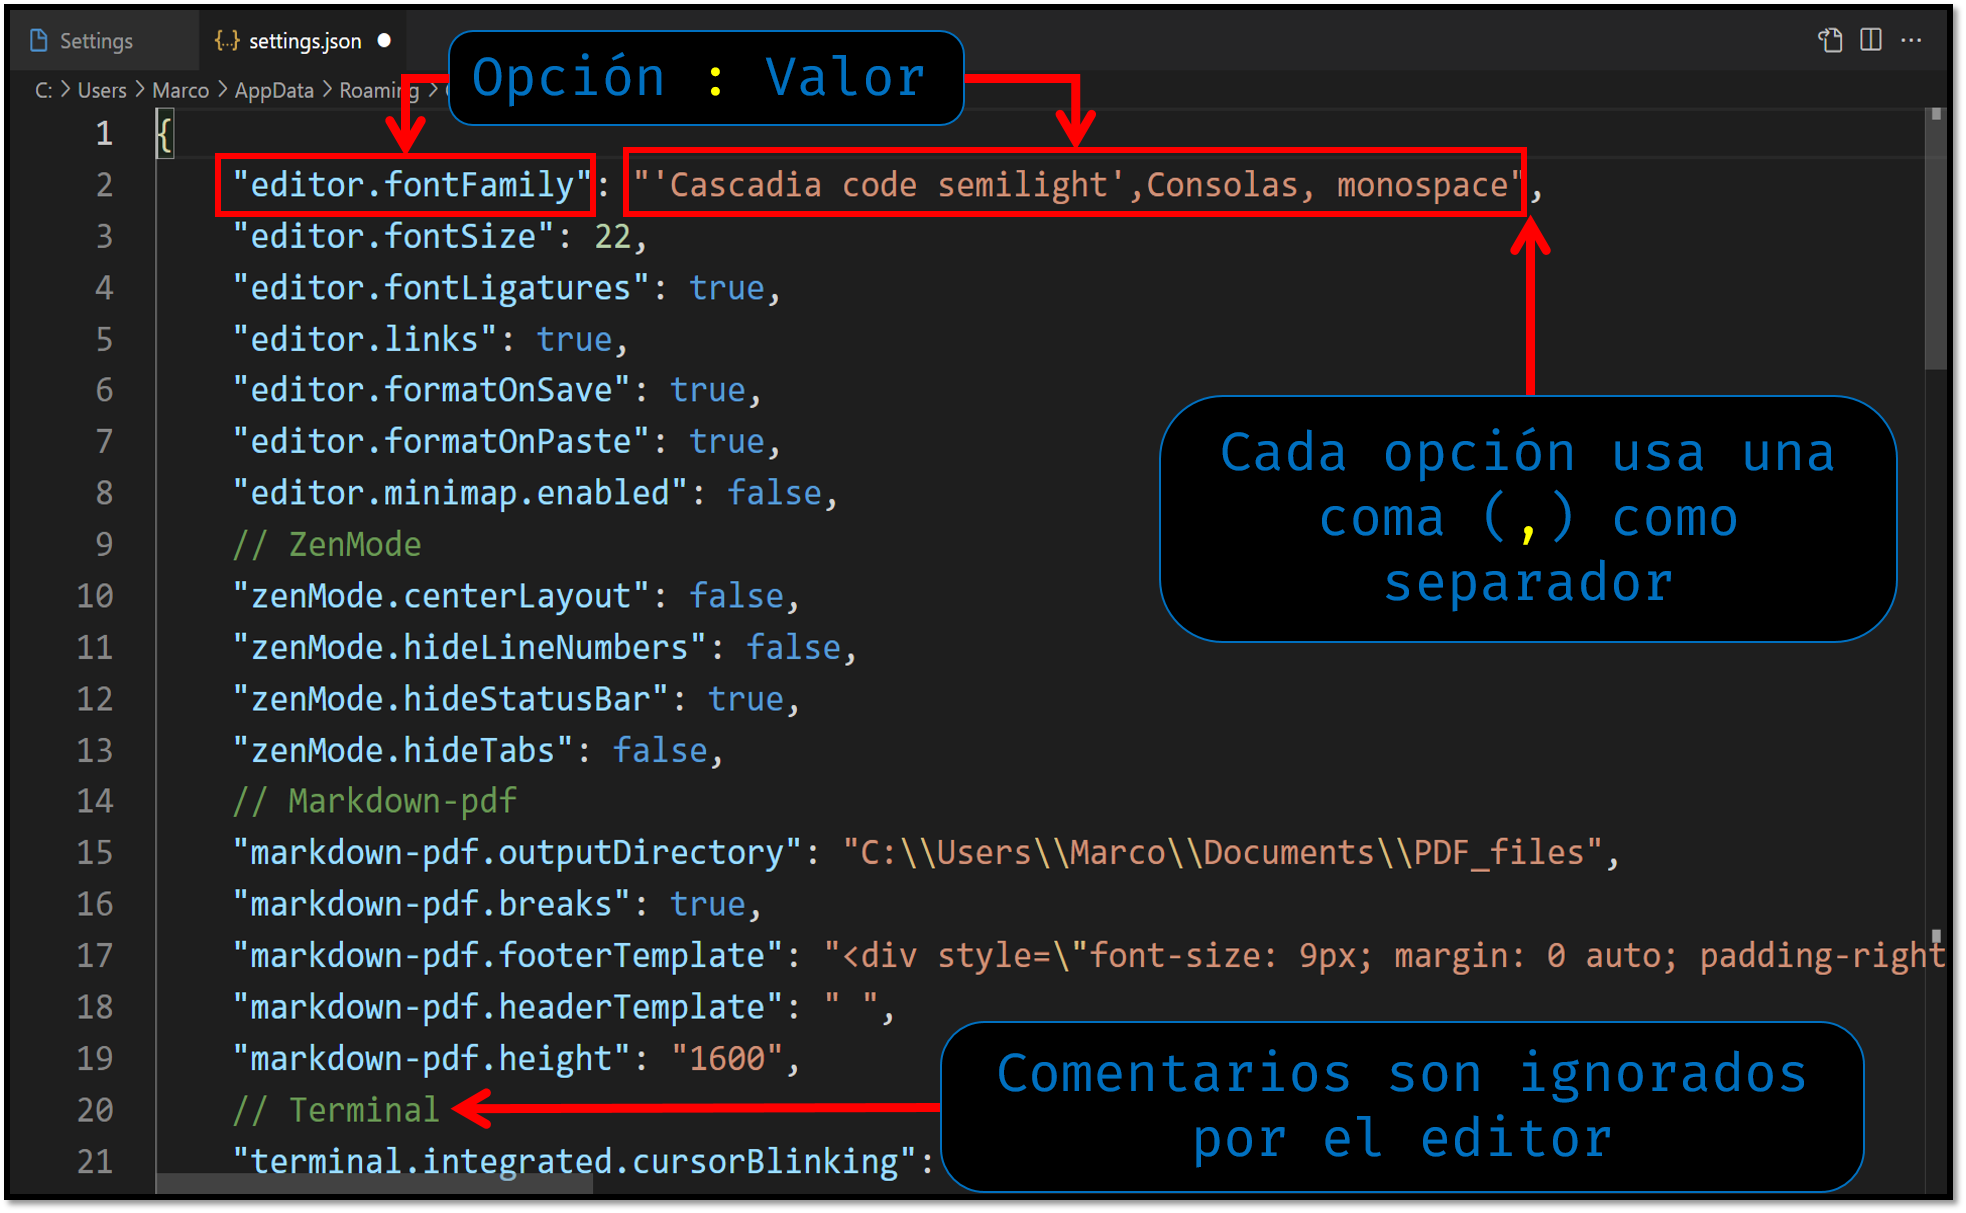 Settings
settings.json
C: > Users > Marco > AppData > Roaming >
Opción : Valor
1 {
2 "editor.fontFamily": "'Cascadia code semilight',Consolas, monospace",
3 "editor.fontSize": 22,
4 "editor.fontLigatures": true,
5 "editor.links": true,
6 "editor.formatOnSave": true,
7 "editor.formatOnPaste": true,
8 "editor.minimap.enabled": false,
Cada opción usa una
coma (,) como
separador
9 // ZenMode
10 "zenMode.centerLayout": false,
11 "zenMode.hideLineNumbers": false,
12 "zenMode.hideStatusBar": true,
13 "zenMode.hideTabs": false,
14 // Markdown-pdf
15 "markdown-pdf.outputDirectory": "C:\\Users\\Marco\\Documents\\PDF_files",
16 "markdown-pdf.breaks": true,
17 "markdown-pdf.footerTemplate": "<div style=\"font-size: 9px; margin: 0 auto; padding-right
18 "markdown-pdf.headerTemplate": " ",
19 "markdown-pdf.height": "1600",
20 // Terminal
21 "terminal.integrated.cursorBlinking":
Comentarios son ignorados
por el editor